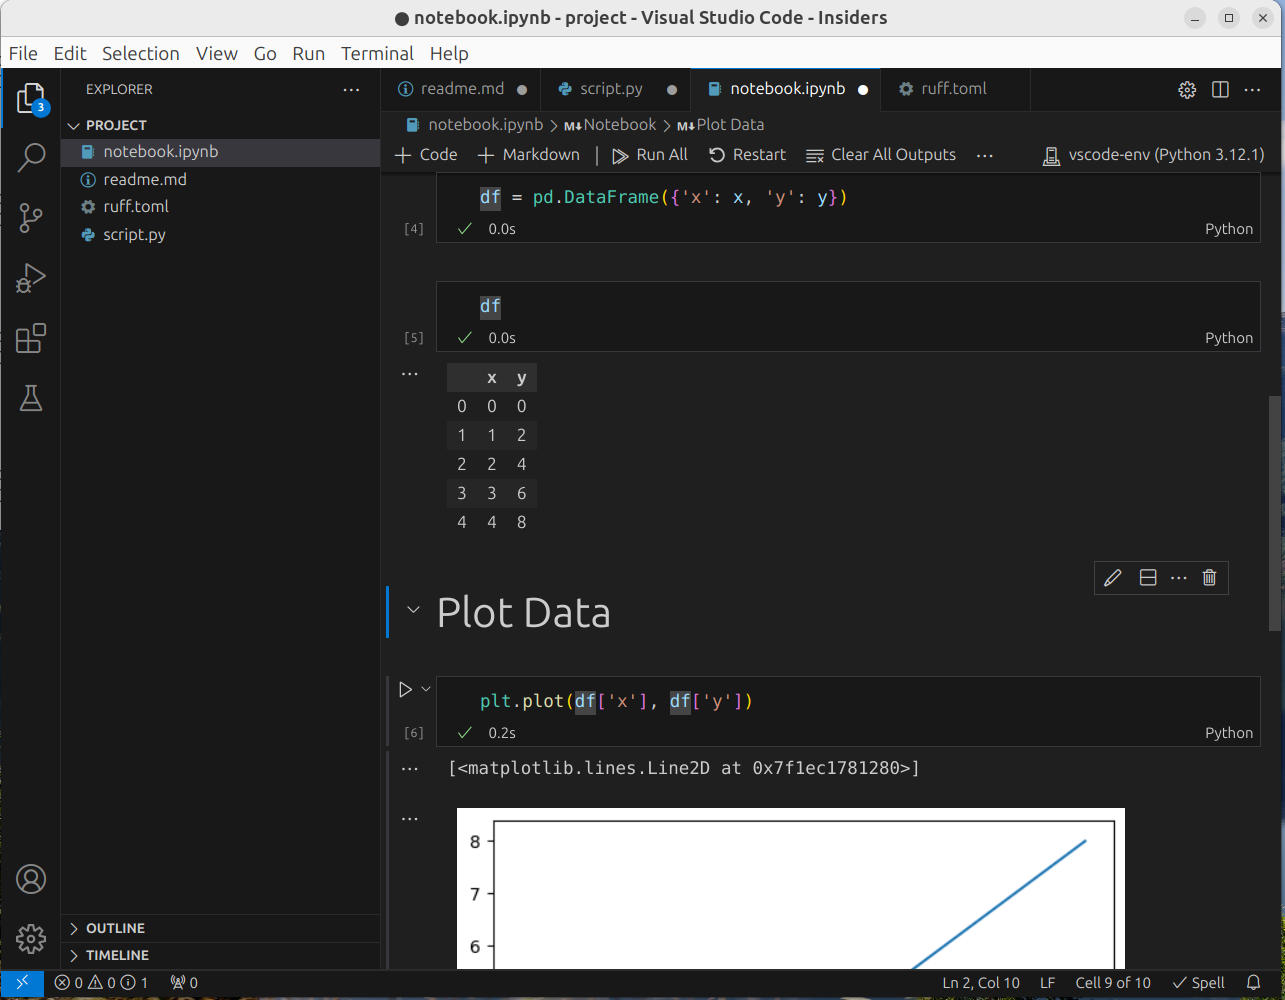 notebook.ipynb - project - Visual Studio Code - Insiders
File Edit Selection View Go Run Terminal Help
3
EXPLORER
PROJECT
notebook.ipynb
readme.md
ruff.toml
script.py
OUTLINE
TIMELINE
readme.md script.py notebook.ipynb ruff.toml
notebook.ipynb > M↓Notebook > M↓Plot Data
+ Code + Markdown | Run All Restart Clear All Outputs ... vscode-env (Python 3.12.1)
df = pd.DataFrame({'x': x, 'y': y})
[4] ✓ 0.0s Python
df
[5] ✓ 0.0s Python
x y
0 0 0
1 1 2
2 2 4
3 3 6
4 4 8
Plot Data
plt.plot(df['x'], df['y'])
[6] ✓ 0.2s Python
[<matplotlib.lines.Line2D at 0x7f1ec1781280>]
8
7
6
0 0 1 0 Ln 2, Col 10 LF Cell 9 of 10 ✓ Spell